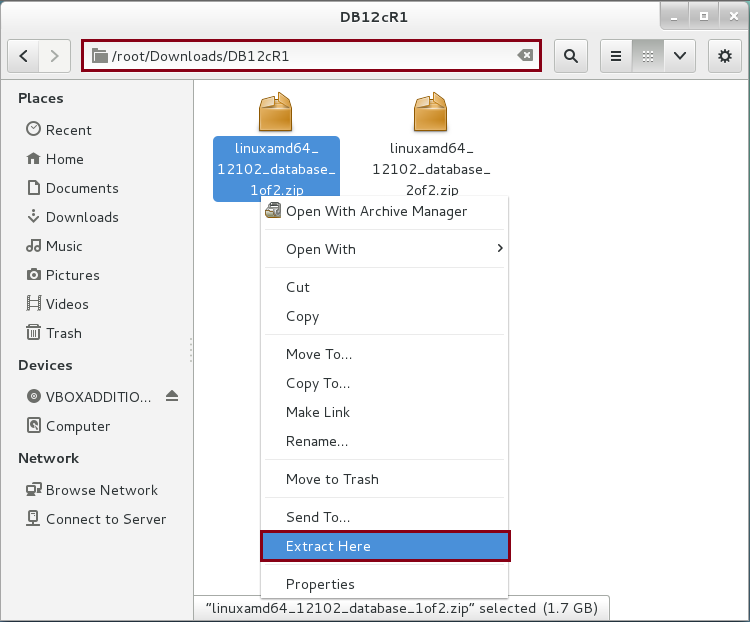 DB12cR1
/root/Downloads/DB12cR1
Places
Recent
Home
Documents
Downloads
Music
Pictures
Videos
Trash
Devices
VBOXADDITIO...
Computer
Network
Browse Network
Connect to Server
linuxamd64_
12102_database_
1of2.zip
linuxamd64_
12102_database_
2of2.zip
Open With Archive Manager
Open With
Cut
Copy
Move To...
Copy To...
Make Link
Rename...
Move to Trash
Send To...
Extract Here
Properties
"linuxamd64_12102_database_1of2.zip" selected (1.7 GB)